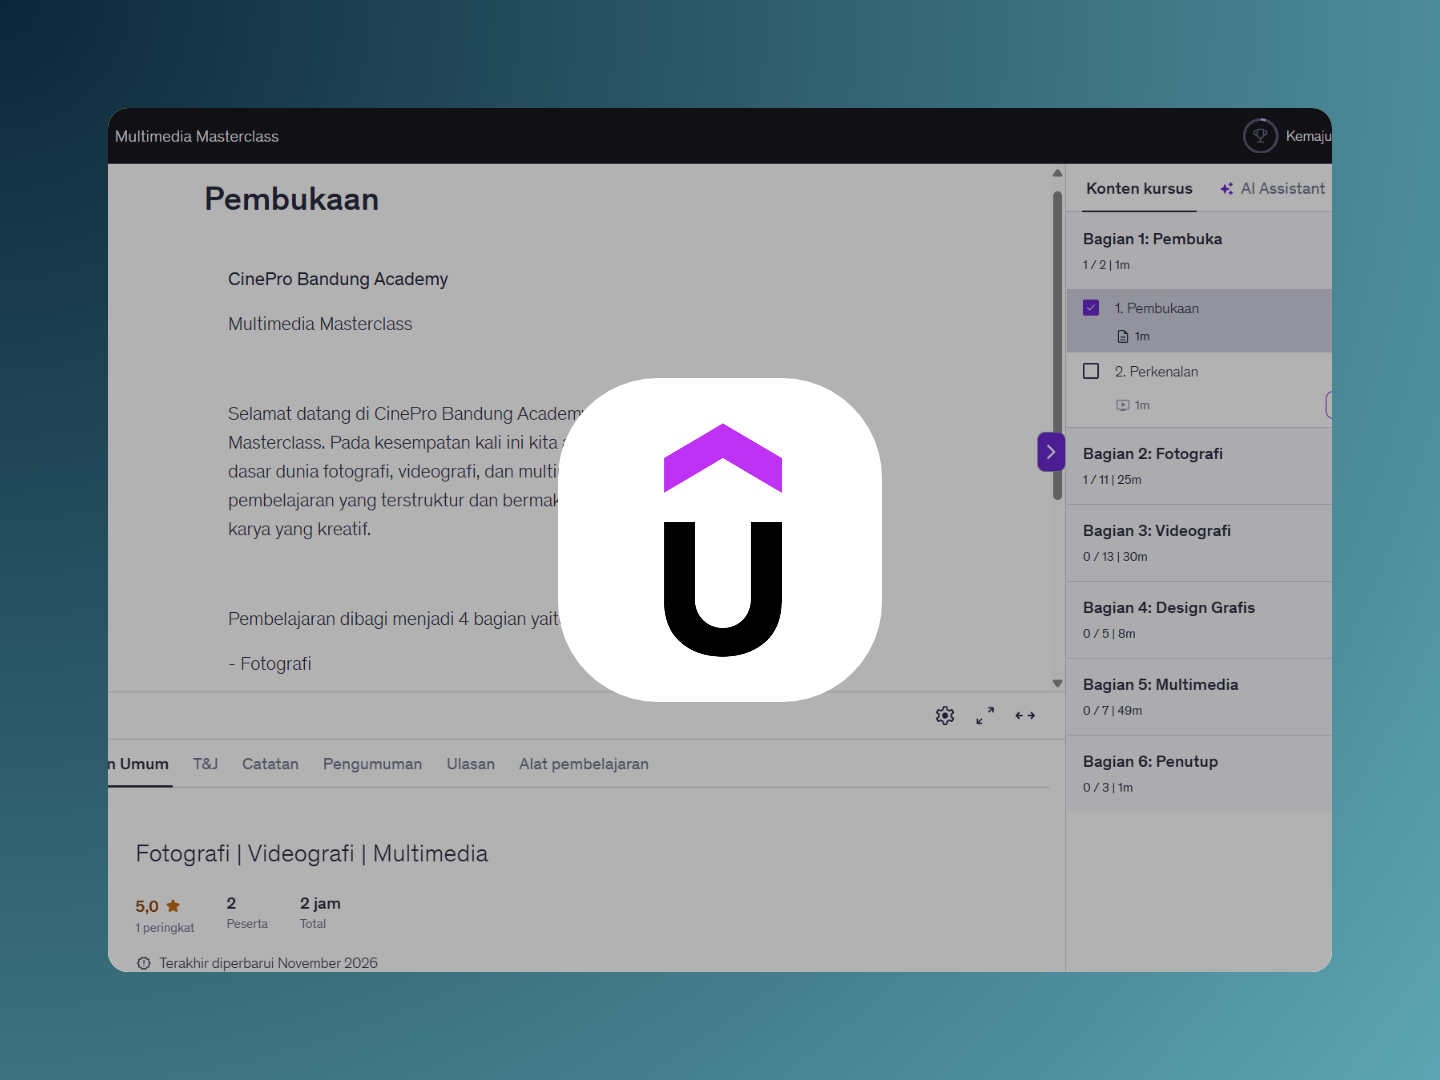 Multimedia Masterclass
Kemaju
Pembukaan
CinePro Bandung Academy
Multimedia Masterclass
Selamat datang di CinePro Bandung Academy
Masterclass. Pada kesempatan kali ini kita
dasar dunia fotografi, videografi, dan multi
pembelajaran yang terstruktur dan bermak
karya yang kreatif.
Pembelajaran dibagi menjadi 4 bagian yait
- Fotografi
n Umum
T&J
Catatan
Pengumuman
Ulasan
Alat pembelajaran
Fotografi | Videografi | Multimedia
5,0
1 peringkat
2
Peserta
2 jam
Total
Terakhir diperbarui November 2026
Konten kursus
AI Assistant
Bagian 1: Pembuka
1 / 2 | 1m
1. Pembukaan
1m
2. Perkenalan
1m
Bagian 2: Fotografi
1 / 11 | 25m
Bagian 3: Videografi
0 / 13 | 30m
Bagian 4: Design Grafis
0 / 5 | 8m
Bagian 5: Multimedia
0 / 7 | 49m
Bagian 6: Penutup
0 / 3 | 1m